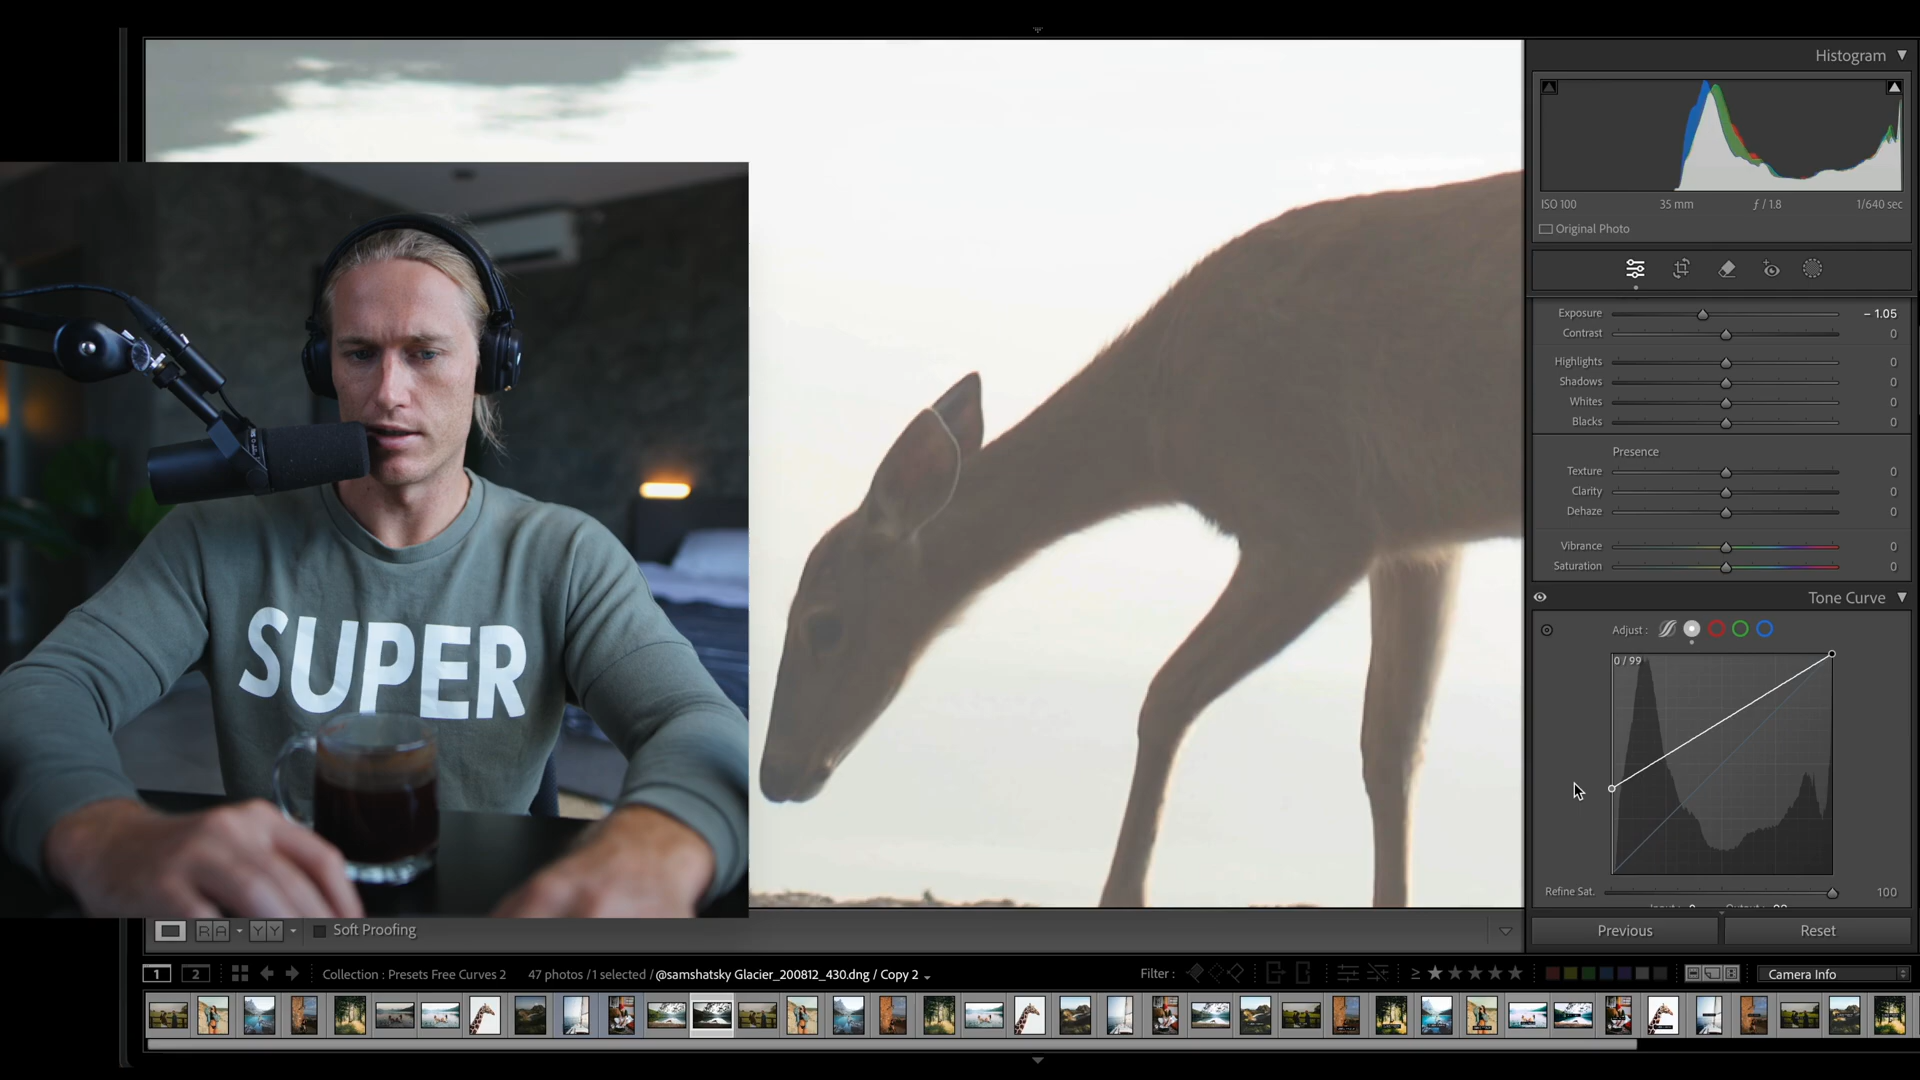 Histogram
ISO 100 35 mm ƒ / 1.8 1/640 sec
Original Photo
Exposure – 1.05
Contrast 0
Highlights 0
Shadows 0
Whites 0
Blacks 0
Presence
Texture 0
Clarity 0
Dehaze 0
Vibrance 0
Saturation 0
Tone Curve
Adjust :
0 / 99
Refine Sat. 100
SUPER
RA YY Soft Proofing
Previous Reset
1 2 Collection : Presets Free Curves 2 47 photos / 1 selected / @samshatsky Glacier_200812_430.dng / Copy 2 Filter : ≥ Camera Info